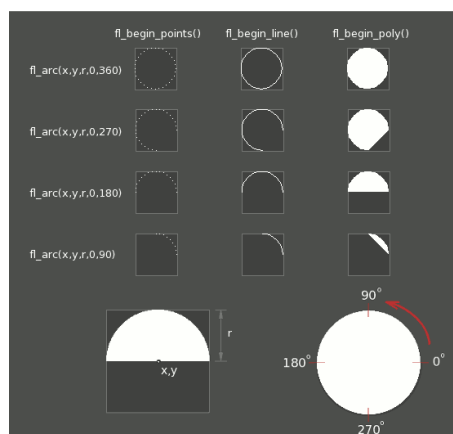 fl_begin_points() fl_begin_line() fl_begin_poly()
fl_arc(x,y,r,0,360)
fl_arc(x,y,r,0,270)
fl_arc(x,y,r,0,180)
fl_arc(x,y,r,0,90)
r
x,y
90°
180°
0°
270°